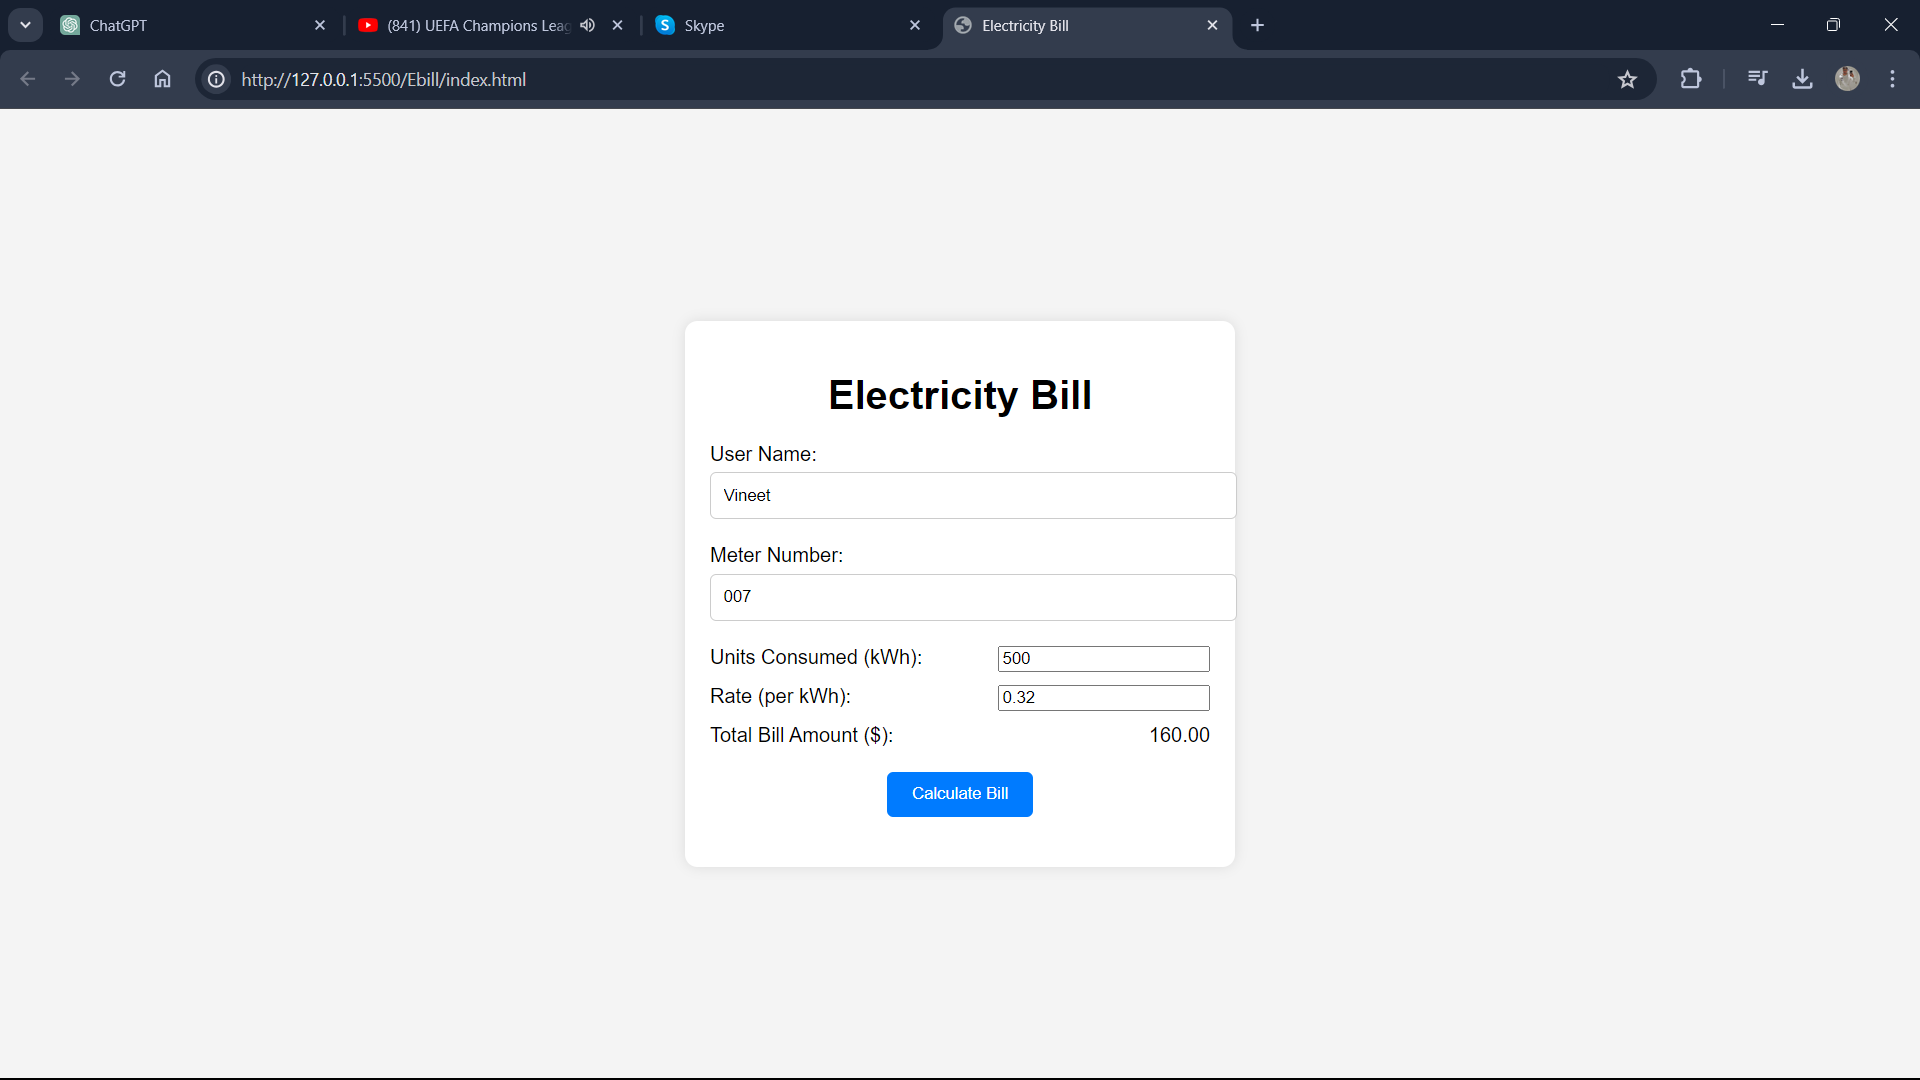 ChatGPT
(841) UEFA Champions Leag
Skype
Electricity Bill
http://127.0.0.1:5500/Ebill/index.html
Electricity Bill
User Name:
Vineet
Meter Number:
007
Units Consumed (kWh): 500
Rate (per kWh): 0.32
Total Bill Amount ($): 160.00
Calculate Bill